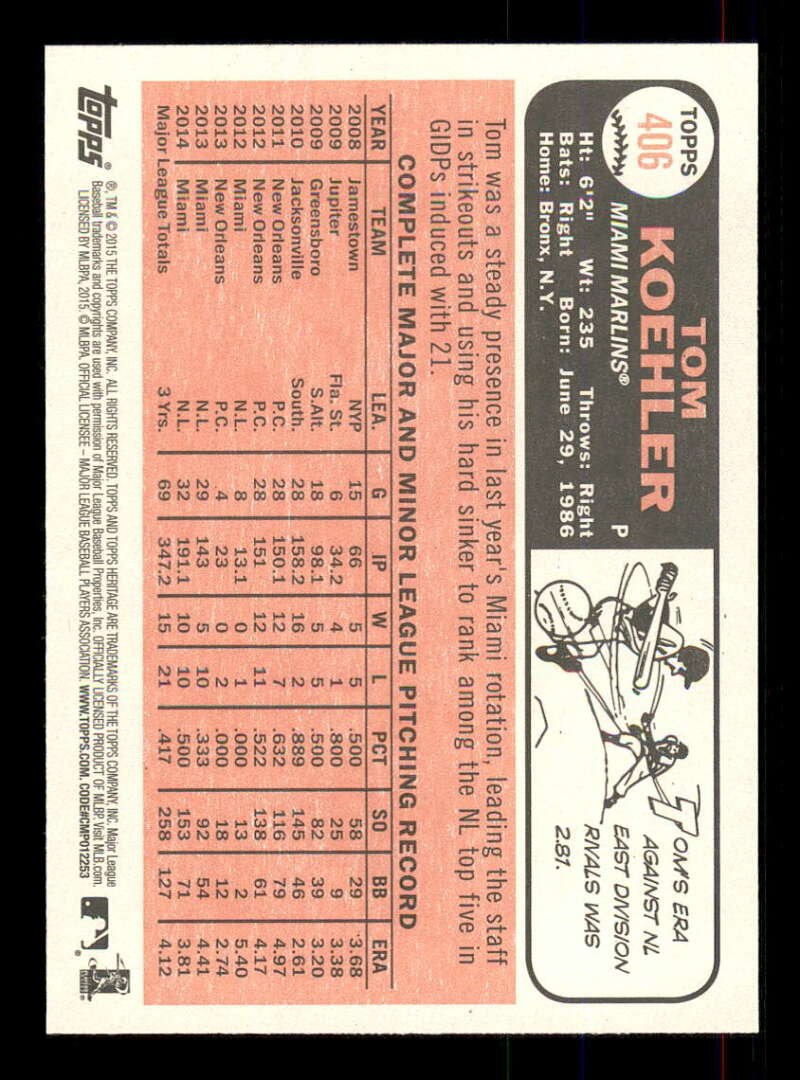 TOPPS
406
TOM
KOEHLER
MIAMI MARLINS® P
Ht: 6'2" Wt: 235 Throws: Right
Bats: Right Born: June 29, 1986
Home: Bronx, N.Y.
TOM'S ERA
AGAINST NL
EAST DIVISION
RIVALS WAS
2.81.
Tom was a steady presence in last year's Miami rotation, leading the staff
in strikeouts and using his hard sinker to rank among the NL top five in
GIDPs induced with 21.
COMPLETE MAJOR AND MINOR LEAGUE PITCHING RECORD
YEAR TEAM LEA. G IP W L PCT SO BB ERA
2008 Jamestown NYP 15 66 5 5 .500 58 29 3.68
2009 Jupiter Fla. St. 6 34.2 4 1 .800 25 9 3.38
2009 Greensboro S.Alt. 18 98.1 5 5 .500 82 39 3.20
2010 Jacksonville South. 28 158.2 16 2 .889 145 46 2.61
2011 New Orleans P.C. 28 150.1 12 7 .632 116 79 4.97
2012 New Orleans P.C. 28 151 12 11 .522 138 61 4.17
2012 Miami N.L. 8 13.1 0 1 .000 13 2 5.40
2013 New Orleans P.C. 4 23 0 2 .000 18 12 2.74
2013 Miami N.L. 29 143 5 10 .333 92 54 4.41
2014 Miami N.L. 32 191.1 10 10 .500 153 71 3.81
Major League Totals 3 Yrs. 69 347.2 15 21 .417 258 127 4.12
topps®
®, TM & © 2015 THE TOPPS COMPANY, INC. ALL RIGHTS RESERVED. TOPPS AND TOPPS HERITAGE ARE TRADEMARKS OF THE TOPPS COMPANY, INC. Major League
Baseball trademarks and copyrights are used with permission of Major League Baseball Properties, Inc. OFFICIALLY LICENSED PRODUCT OF MLBP. Visit MLB.com.
LICENSED BY MLBPA, 2015. © MLBPA. OFFICIAL LICENSEE – MAJOR LEAGUE BASEBALL PLAYERS ASSOCIATION. WWW.TOPPS.COM. CODE#CMP012253